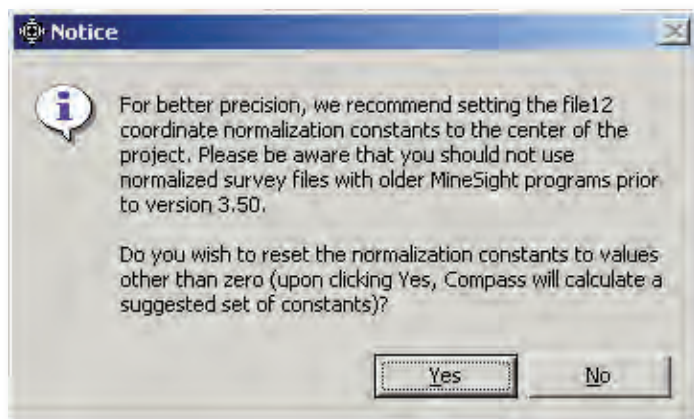 Notice
For better precision, we recommend setting the file12
coordinate normalization constants to the center of the
project. Please be aware that you should not use
normalized survey files with older MineSight programs prior
to version 3.50.
Do you wish to reset the normalization constants to values
other than zero (upon clicking Yes, Compass will calculate a
suggested set of constants)?
Yes No